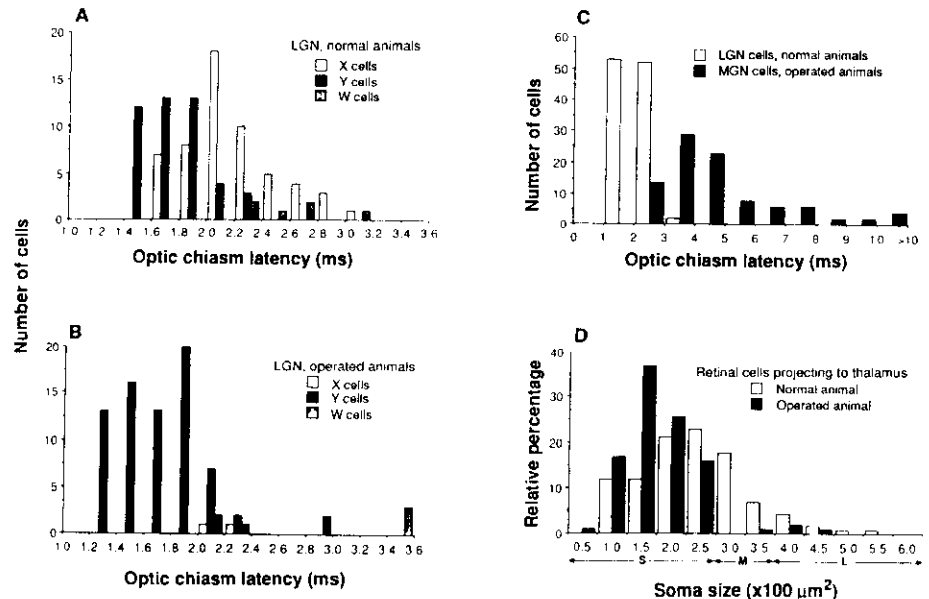 A
LGN, normal animals
X cells
Y cells
W cells
20
15
10
5
0
1 0 1.2 1.4 1.6 1.8 2.0 2.2 2.4 2.6 2.8 3.0 3.2 3.4 3 6
Optic chiasm latency (ms)
Number of cells
B
LGN, operated animals
X cells
Y cells
W cells
20
15
10
5
0
1 0 1.2 1.4 1.6 1.8 2.0 2.2 2.4 2.6 2.8 3.0 3.2 3.4 3.6
Optic chiasm latency (ms)
C
LGN cells, normal animals
MGN cells, operated animals
Number of cells
60
50
40
30
20
10
0
0 1 2 3 4 5 6 7 8 9 10 >10
Optic chiasm latency (ms)
D
Retinal cells projecting to thalamus
Normal animal
Operated animal
Relative percentage
40
30
20
10
0
0.5 1.0 1.5 2.0 2.5 3.0 3.5 4.0 4.5 5.0 5.5 6.0
S M L
Soma size (x100 μm²)